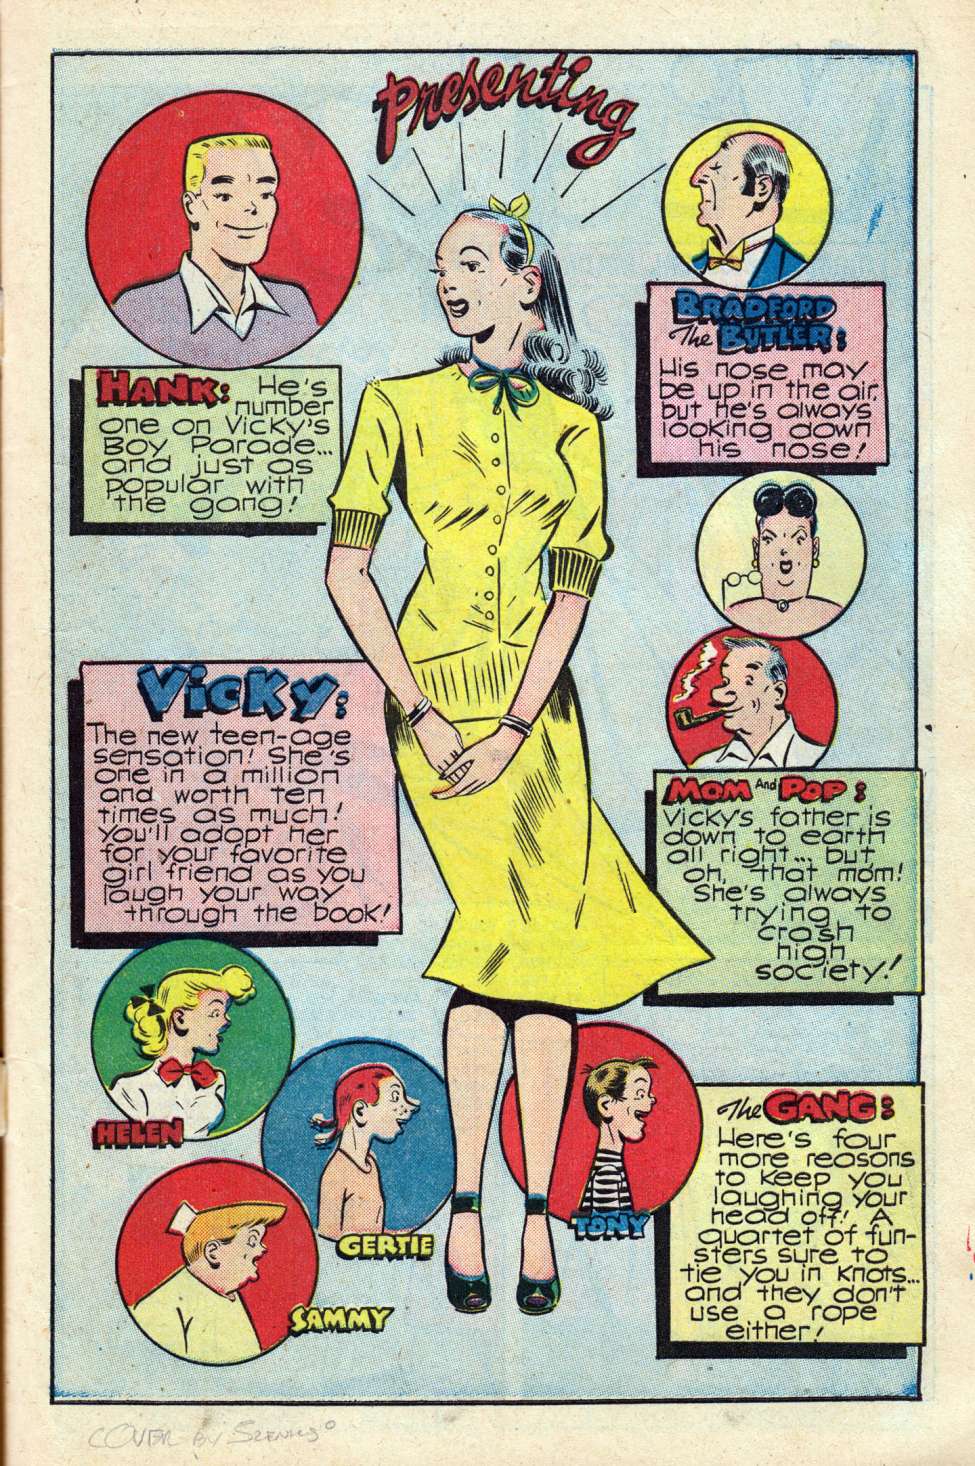 Presenting
HANK: He's
number
one on Vicky's
Boy Parade...
and just as
popular with
the gang!
BRADFORD
The BUTLER:
His nose may
be up in the air,
but he's always
looking down
his nose!
VICKY:
The new teen-age
sensation! She's
one in a million
and worth ten
times as much!
You'll adopt her
for your favorite
girl friend as you
laugh your way
through the book!
MOM And POP:
Vicky's father is
down to earth
all right... but
oh, that mom!
She's always
trying to
crash
high
society!
HELEN
GERTIE
SAMMY
TONY
The GANG:
Here's four
more reasons
to keep you
laughing your
head off! A
quartet of fun-
sters sure to
tie you in knots...
and they don't
use a rope
either!
COVER BY